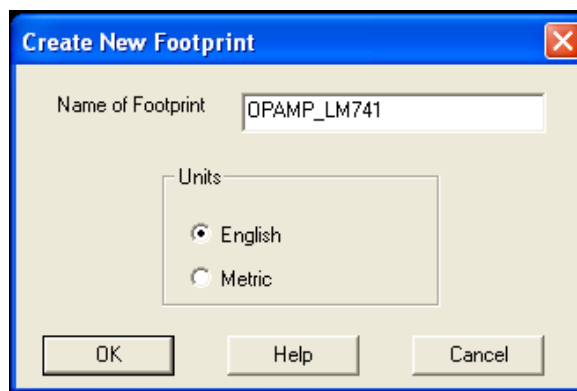 Create New Footprint
Name of Footprint OPAMP_LM741
Units
English
Metric
OK Help Cancel